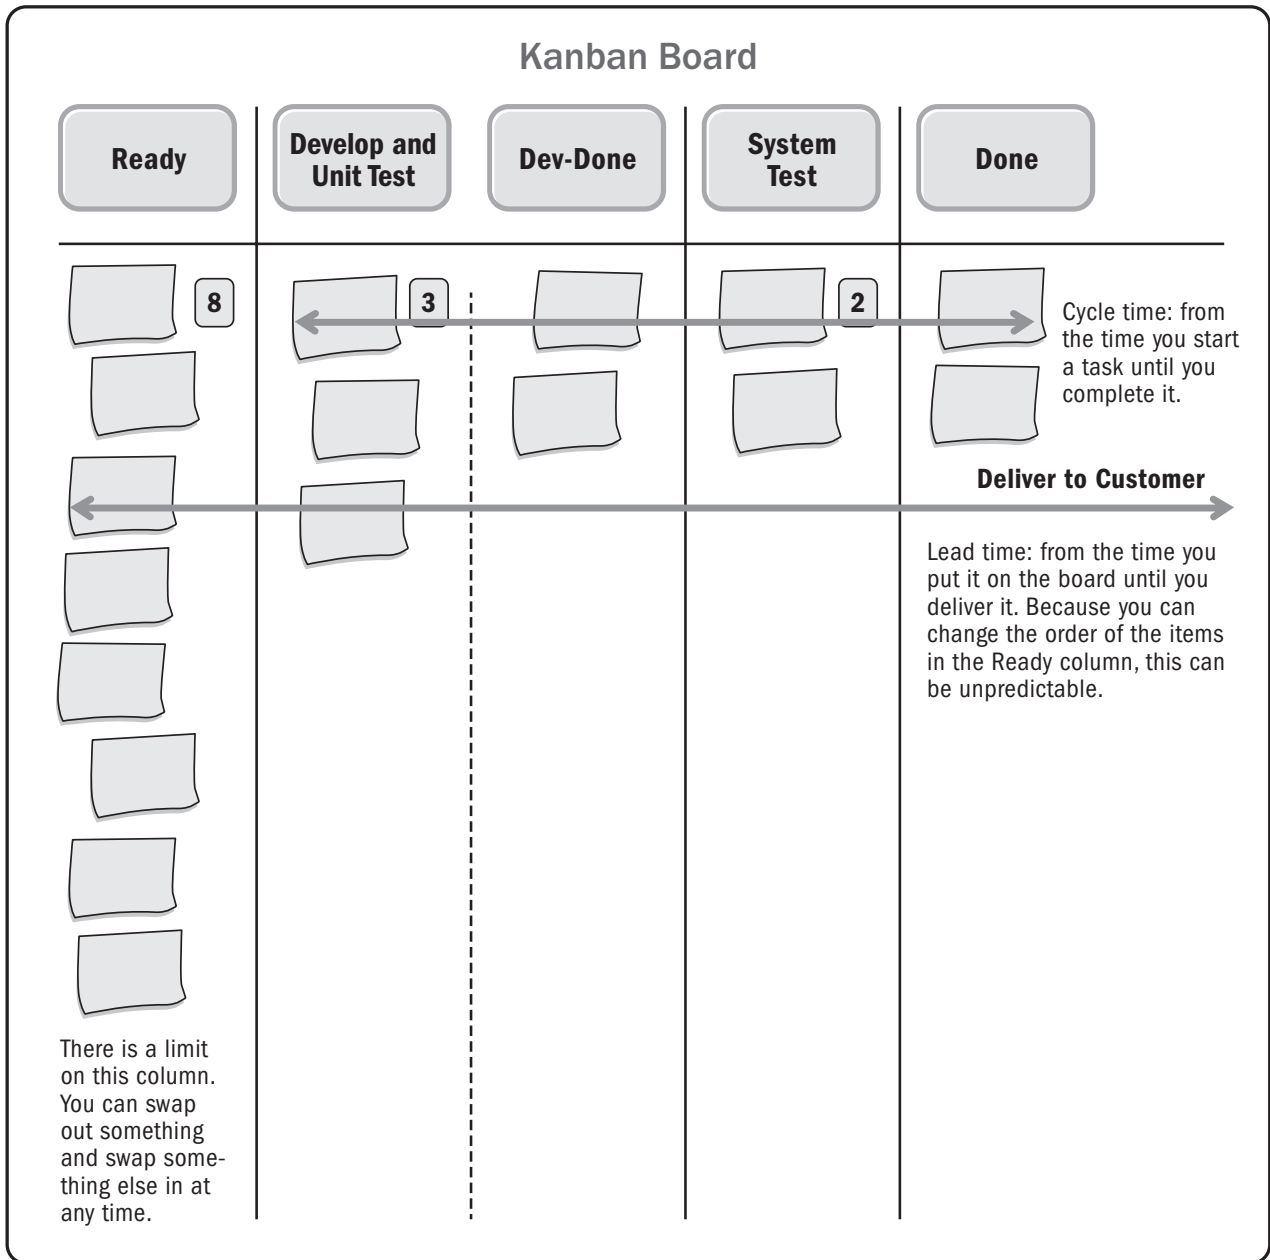 Kanban Board
Ready
Develop and
Unit Test
Dev-Done
System
Test
Done
8
3
2
Cycle time: from
the time you start
a task until you
complete it.
Deliver to Customer
Lead time: from the time you
put it on the board until you
deliver it. Because you can
change the order of the items
in the Ready column, this can
be unpredictable.
There is a limit
on this column.
You can swap
out something
and swap some-
thing else in at
any time.